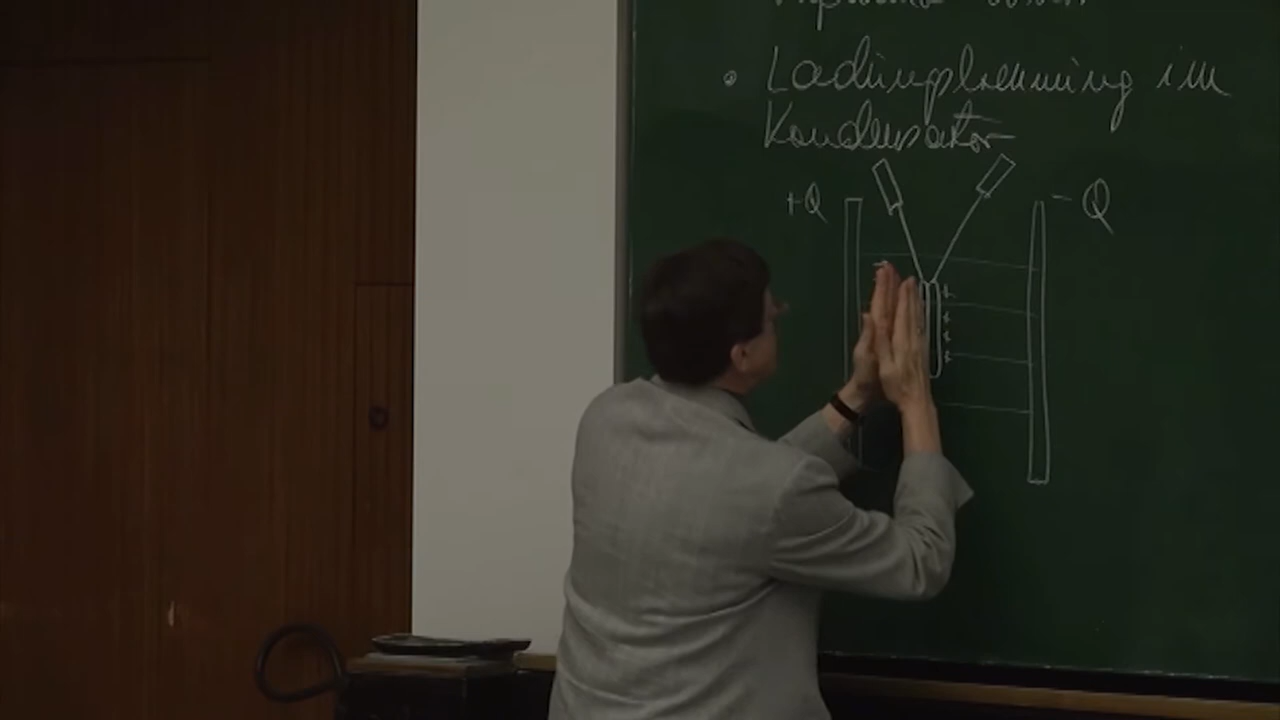 • Ladungstrennung im
Kondensator
+Q
- Q
+
+
+
+